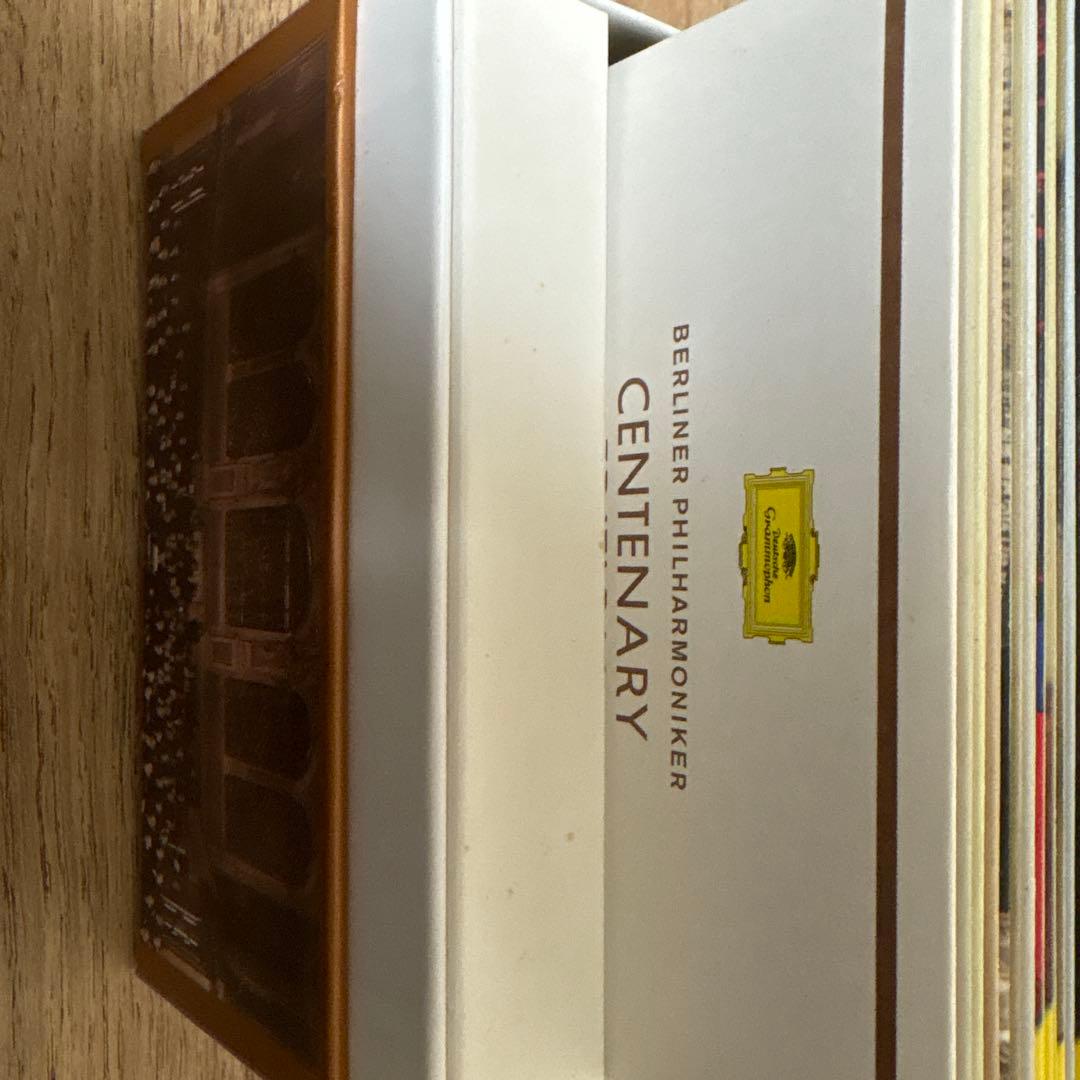 Deutsche
Grammophon
BERLINER PHILHARMONIKER
CENTENARY